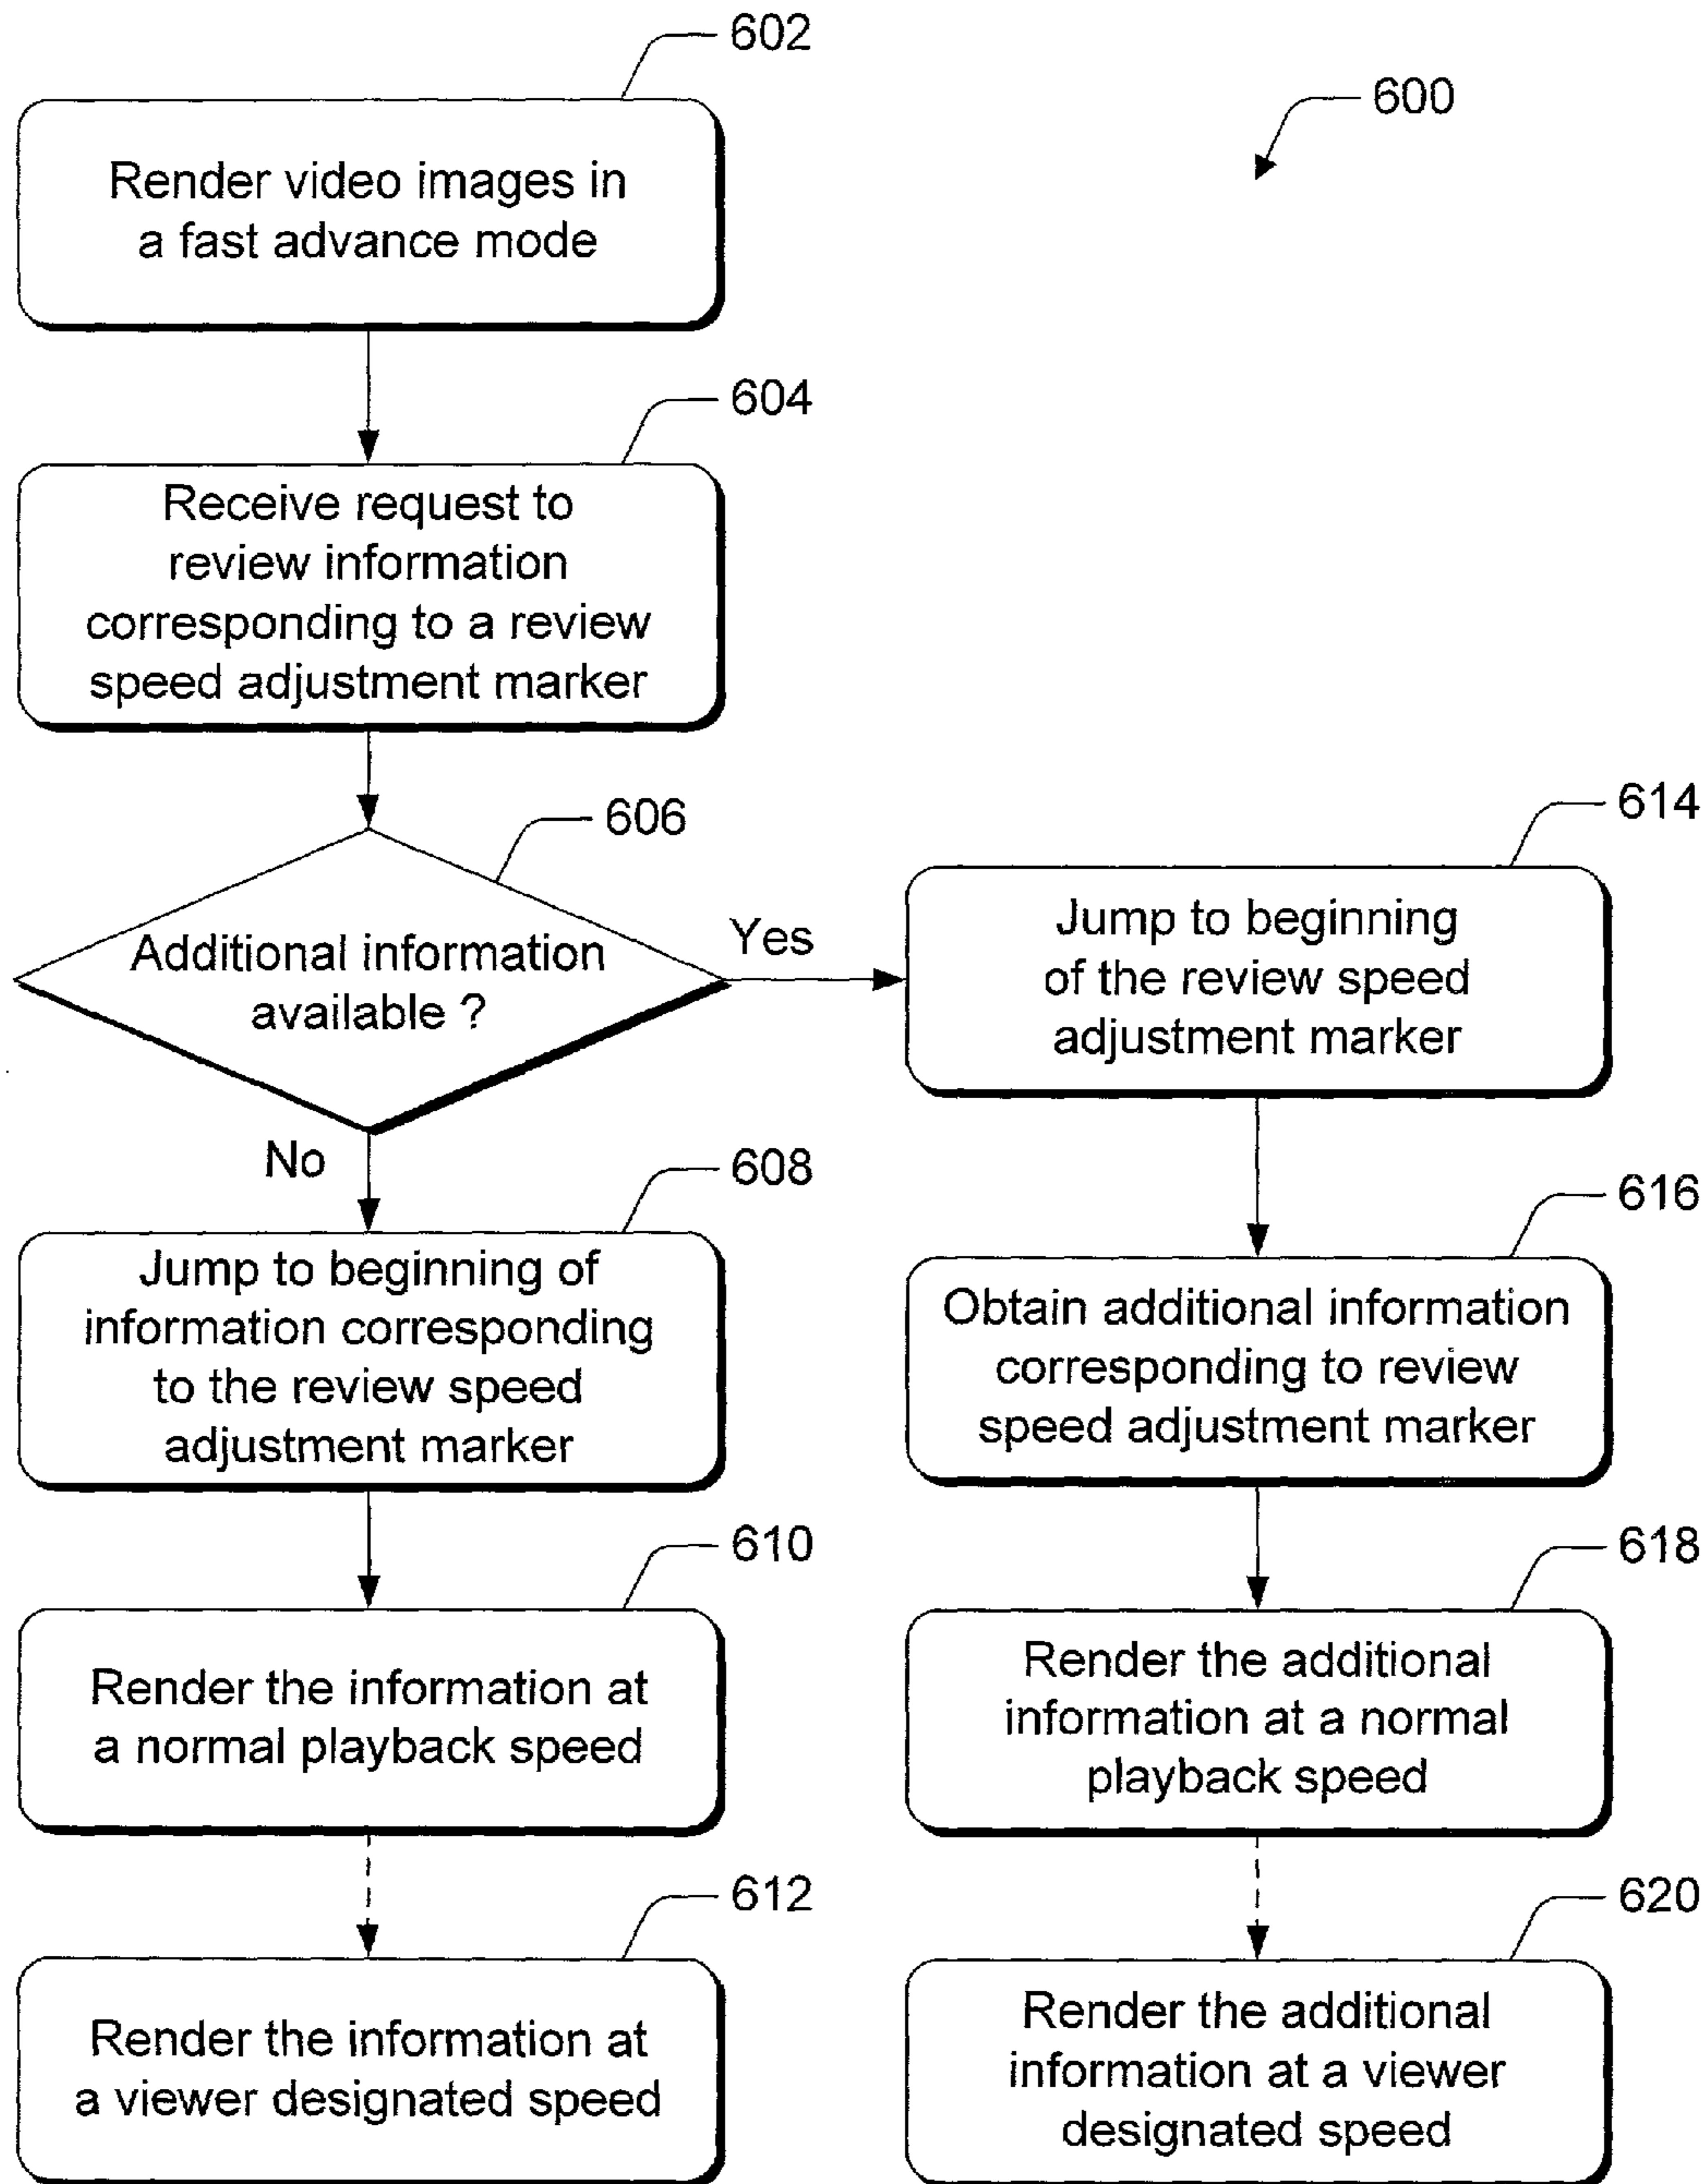 602
600
Render video images in
a fast advance mode
604
Receive request to
review information
corresponding to a review
speed adjustment marker
606
Additional information
available ?
Yes
No
614
Jump to beginning
of the review speed
adjustment marker
608
Jump to beginning of
information corresponding
to the review speed
adjustment marker
616
Obtain additional information
corresponding to review
speed adjustment marker
610
Render the information at
a normal playback speed
618
Render the additional
information at a normal
playback speed
612
Render the information at
a viewer designated speed
620
Render the additional
information at a viewer
designated speed